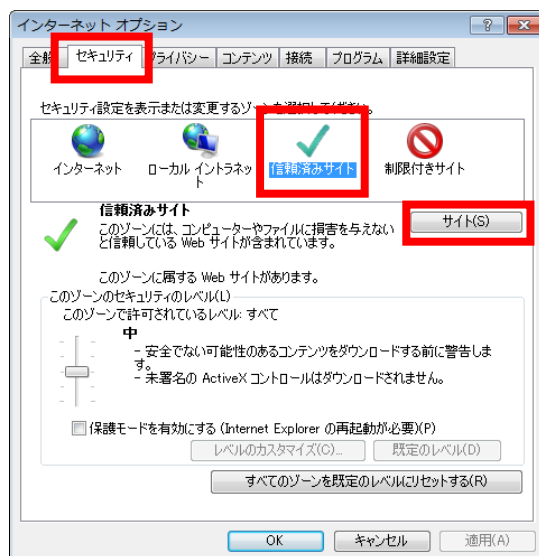 インターネット オプション
全般 セキュリティ プライバシー コンテンツ 接続 プログラム 詳細設定
セキュリティ設定を表示または変更するゾーンを選択してください。
インターネット ローカル イントラネット 信頼済みサイト 制限付きサイト
信頼済みサイト
サイト(S)
このゾーンには、コンピューターやファイルに損害を与えない
と信頼している Web サイトが含まれています。
このゾーンに属する Web サイトがあります。
このゾーンのセキュリティのレベル(L)
このゾーンで許可されているレベル: すべて
中
- 安全でない可能性のあるコンテンツをダウンロードする前に警告しま
す。
- 未署名の ActiveX コントロールはダウンロードされません。
保護モードを有効にする (Internet Explorer の再起動が必要)(P)
レベルのカスタマイズ(C)... 既定のレベル(D)
すべてのゾーンを既定のレベルにリセットする(R)
OK キャンセル 適用(A)